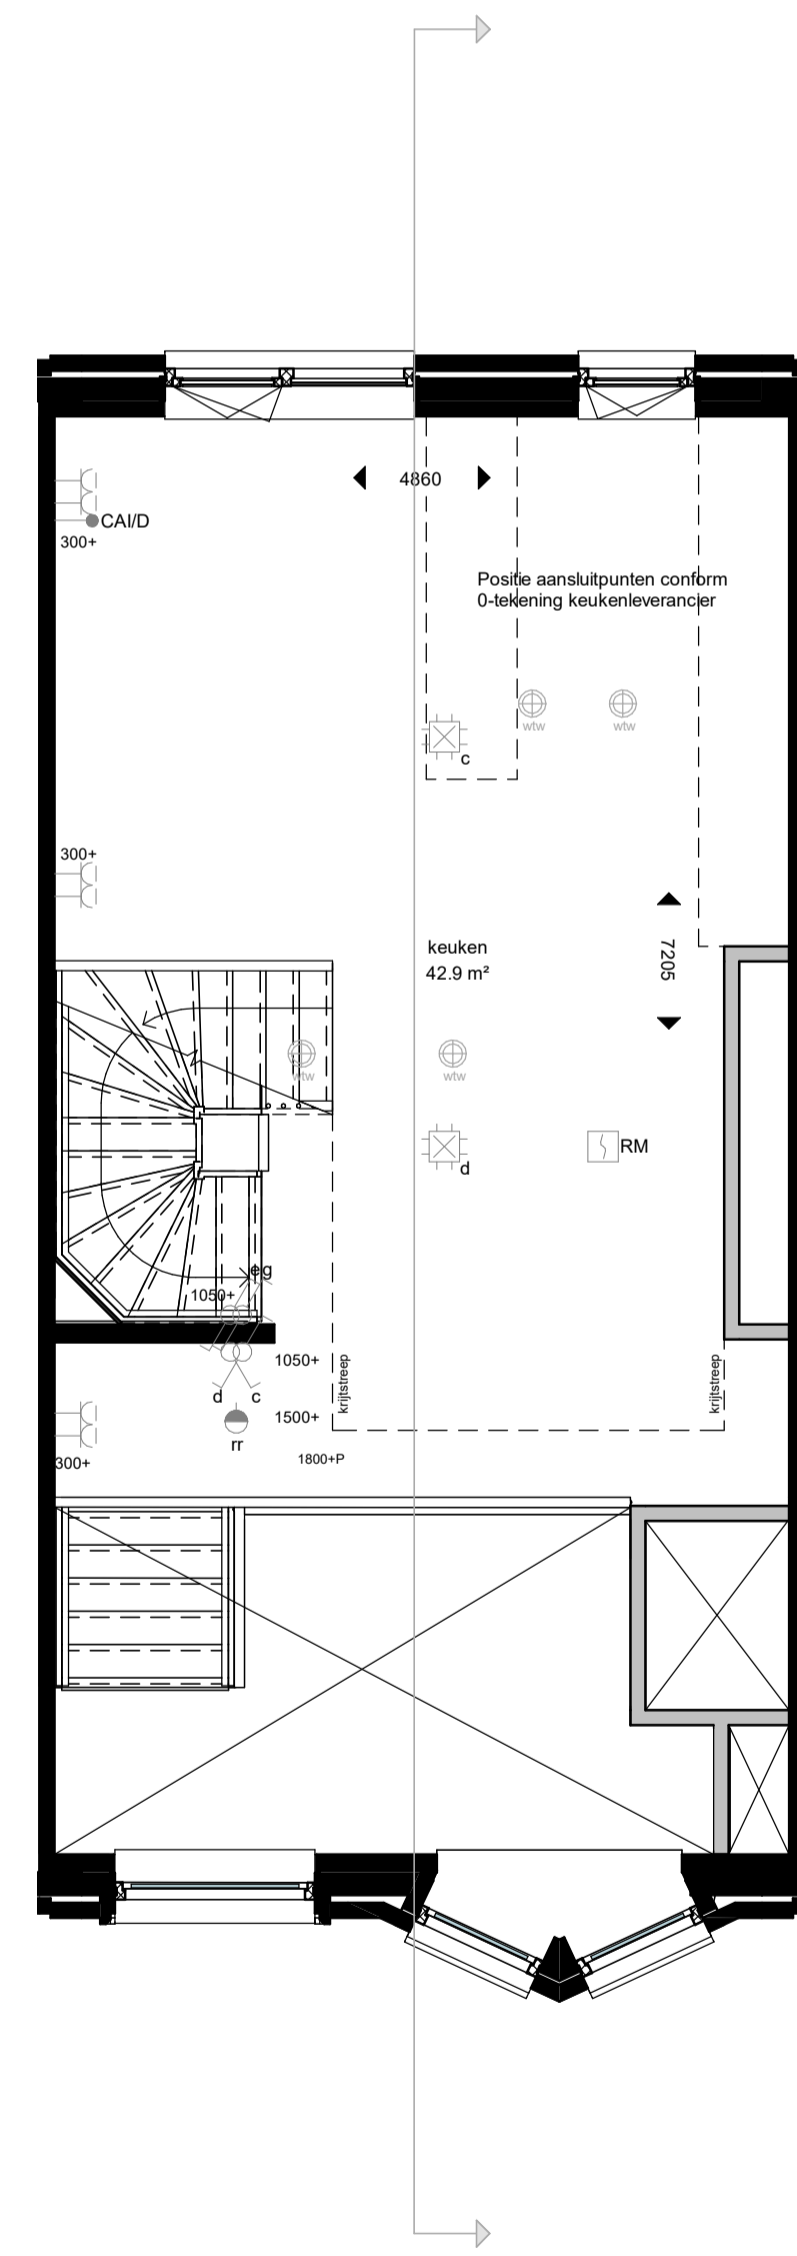 4860
CAI/D
300+
Positie aansluitpunten conform
0-tekening keukenleverancier
wtw
wtw
c
300+
keuken
42.9 m²
7205
wtw
wtw
d
RM
eg
1050+
1050+
d
c
1500+
rr
1800+P
300+
krijtstreep
krijtstreep